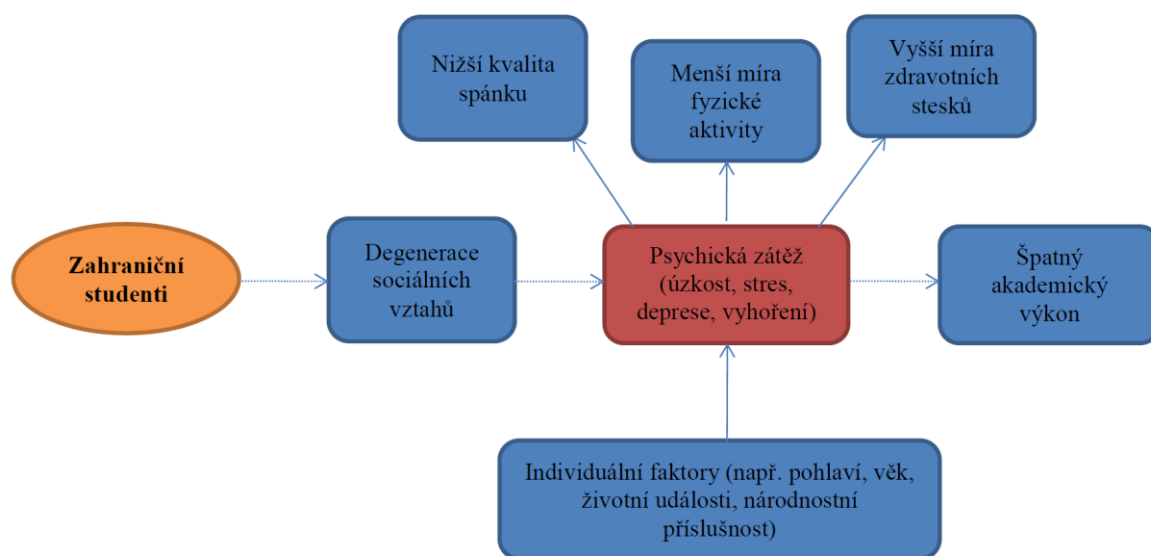 Nižší kvalita
spánku
Menší míra
fyzické
aktivity
Vyšší míra
zdravotních
stesků
Zahraniční
studenti
Degenerace
sociálních
vztahů
Psychická zátěž
(úzkost, stres,
deprese, vyhoření)
Špatný
akademický
výkon
Individuální faktory (např. pohlaví, věk,
životní události, národnostní
příslušnost)